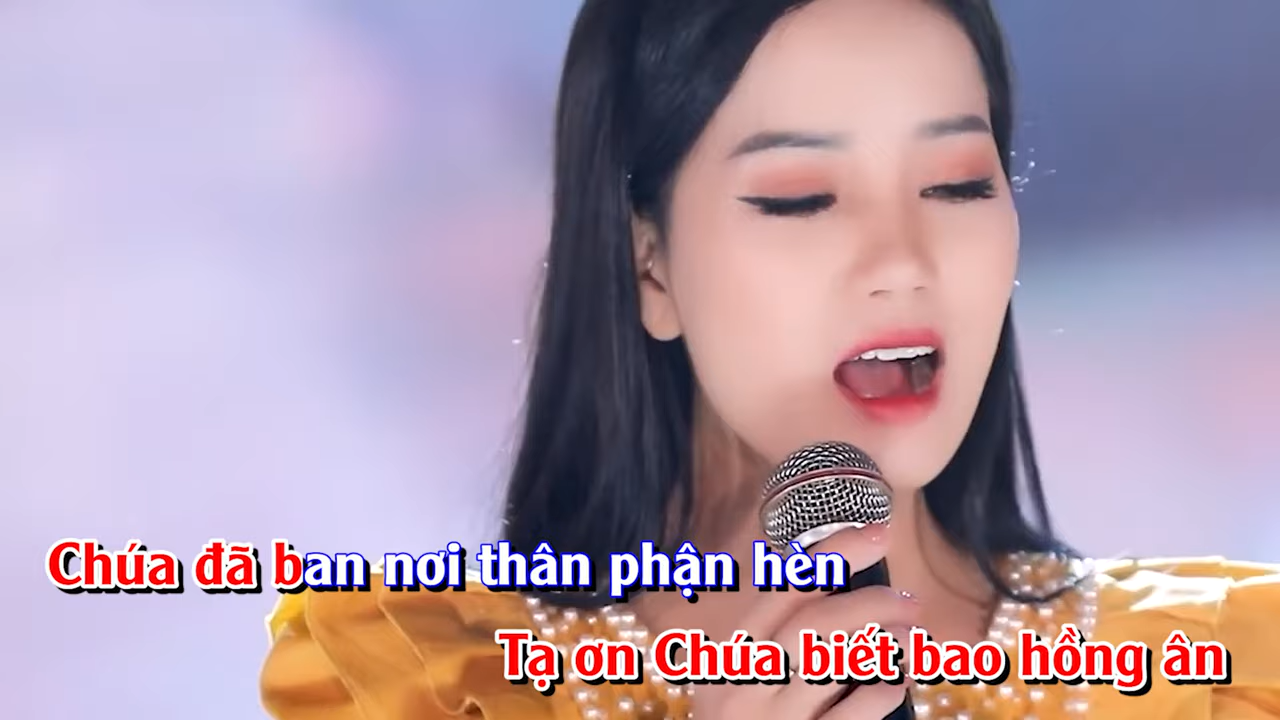 Chúa đã ban nơi thân phận hèn
Tạ ơn Chúa biết bao hồng ân